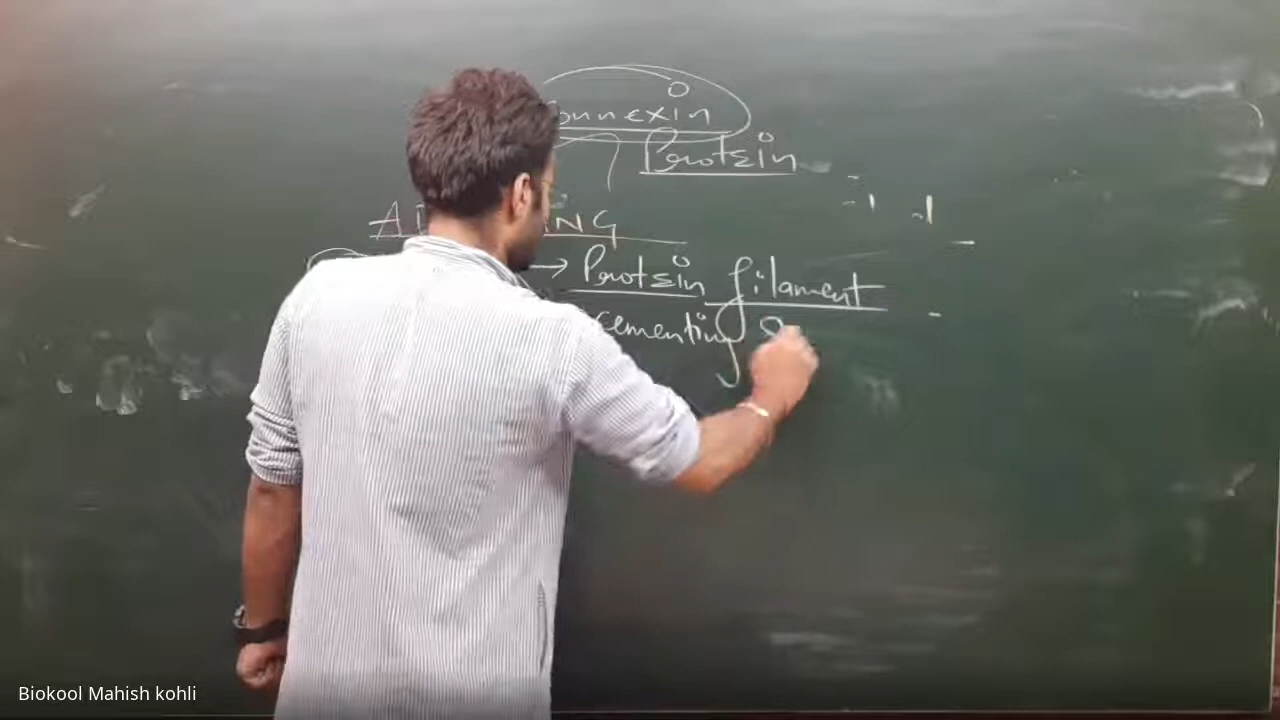 onnexin
Protein
A NG
→ Protein filament
cementing
Biokool Mahish kohli